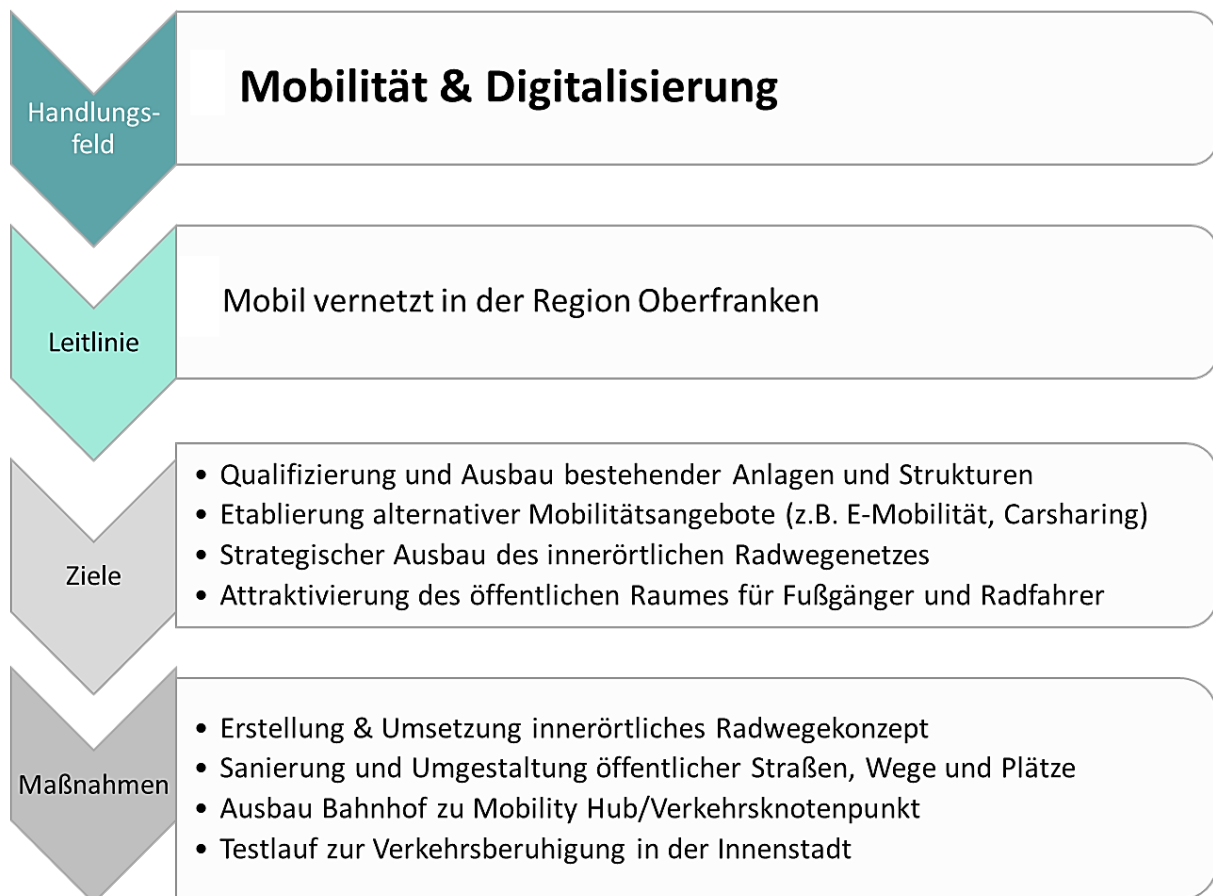 Handlungs-
feld
Mobilität & Digitalisierung
Leitlinie
Mobil vernetzt in der Region Oberfranken
Ziele
• Qualifizierung und Ausbau bestehender Anlagen und Strukturen
• Etablierung alternativer Mobilitätsangebote (z.B. E-Mobilität, Carsharing)
• Strategischer Ausbau des innerörtlichen Radwegenetzes
• Attraktivierung des öffentlichen Raumes für Fußgänger und Radfahrer
Maßnahmen
• Erstellung & Umsetzung innerörtliches Radwegekonzept
• Sanierung und Umgestaltung öffentlicher Straßen, Wege und Plätze
• Ausbau Bahnhof zu Mobility Hub/Verkehrsknotenpunkt
• Testlauf zur Verkehrsberuhigung in der Innenstadt